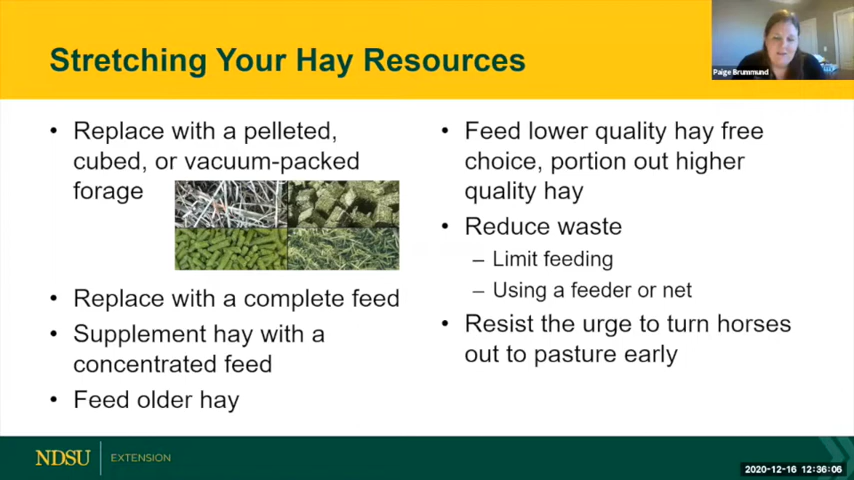 Stretching Your Hay Resources
Paige Brummund
• Replace with a pelleted,
cubed, or vacuum-packed
forage
• Replace with a complete feed
• Supplement hay with a
concentrated feed
• Feed older hay
• Feed lower quality hay free
choice, portion out higher
quality hay
• Reduce waste
– Limit feeding
– Using a feeder or net
• Resist the urge to turn horses
out to pasture early
NDSU EXTENSION
2020-12-16 12:36:06